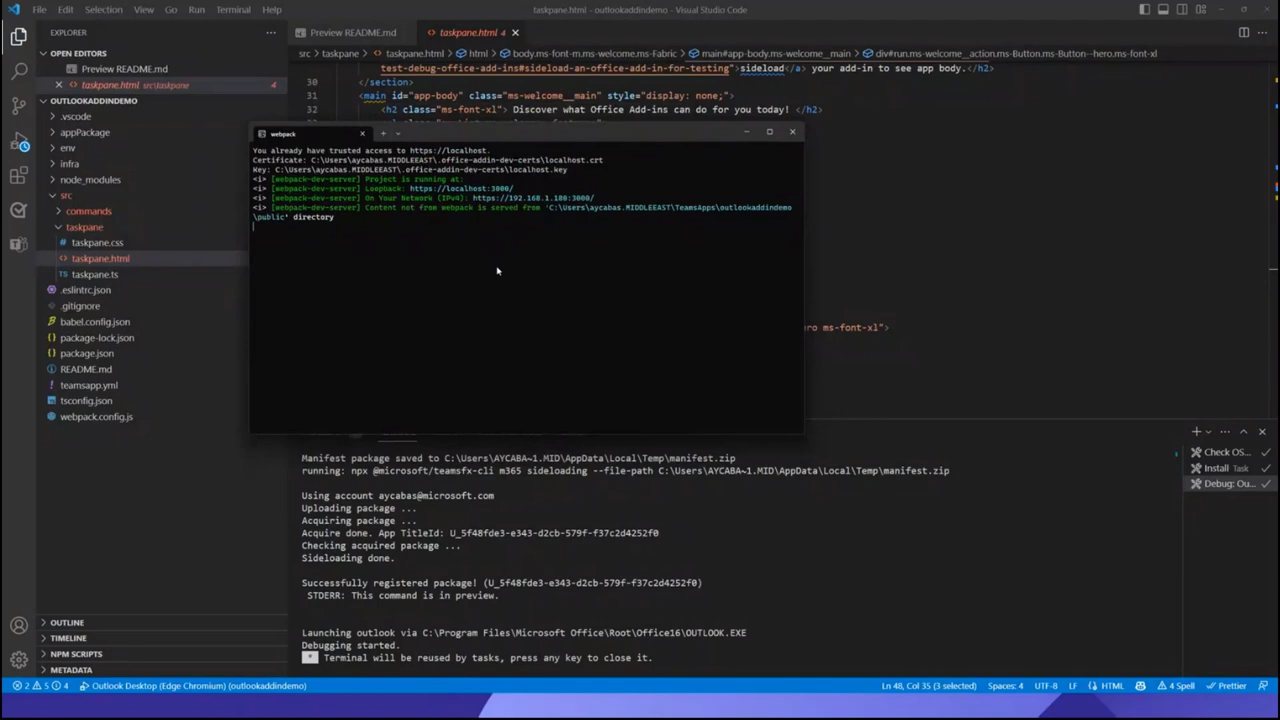 File Edit Selection View Go Run Terminal Help
taskpane.html - outlookaddindemo - Visual Studio Code
EXPLORER
OPEN EDITORS
Preview README.md
taskpane.html src\taskpane 4
OUTLOOKADDINDEMO
.vscode
appPackage
env
infra
node_modules
src
commands
taskpane
taskpane.css
taskpane.html
taskpane.ts
.eslintrc.json
.gitignore
babel.config.json
package-lock.json
package.json
README.md
teamsapp.yml
tsconfig.json
webpack.config.js
OUTLINE
TIMELINE
NPM SCRIPTS
METADATA
Preview README.md
taskpane.html 4
src > taskpane > taskpane.html > html > body.ms-font-m.ms-welcome.ms-Fabric > main#app-body.ms-welcome__main > div#run.ms-welcome__action.ms-Button.ms-Button--hero.ms-font-xl
test-debug-office-add-ins#sideload-an-office-add-in-for-testing">sideload</a> your add-in to see app body.</h2>
30 </section>
31 <main id="app-body" class="ms-welcome__main" style="display: none;">
32 <h2 class="ms-font-xl"> Discover what Office Add-ins can do for you today! </h2>
ro ms-font-xl">
webpack
You already have trusted access to https://localhost.
Certificate: C:\Users\aycabas.MIDDLEEAST\.office-addin-dev-certs\localhost.crt
Key: C:\Users\aycabas.MIDDLEEAST\.office-addin-dev-certs\localhost.key
<i> [webpack-dev-server] Project is running at:
<i> [webpack-dev-server] Loopback: https://localhost:3000/
<i> [webpack-dev-server] On Your Network (IPv4): https://192.168.1.180:3000/
<i> [webpack-dev-server] Content not from webpack is served from 'C:\Users\aycabas.MIDDLEEAST\TeamsApps\outlookaddindemo
\public' directory
Manifest package saved to C:\Users\AYCABA~1.MID\AppData\Local\Temp\manifest.zip
running: npx @microsoft/teamsfx-cli m365 sideloading --file-path C:\Users\AYCABA~1.MID\AppData\Local\Temp\manifest.zip
Using account aycabas@microsoft.com
Uploading package ...
Acquiring package ...
Acquire done. App TitleId: U_5f48fde3-e343-d2cb-579f-f37c2d4252f0
Checking acquired package ...
Sideloading done.
Successfully registered package! (U_5f48fde3-e343-d2cb-579f-f37c2d4252f0)
STDERR: This command is in preview.
Launching outlook via C:\Program Files\Microsoft Office\Root\Office16\OUTLOOK.EXE
Debugging started.
* Terminal will be reused by tasks, press any key to close it.
Check OS...
Install Task
Debug: Ou...
2 5 4 Outlook Desktop (Edge Chromium) (outlookaddindemo)
Ln 48, Col 35 (3 selected) Spaces: 4 UTF-8 LF HTML 4 Spell Prettier